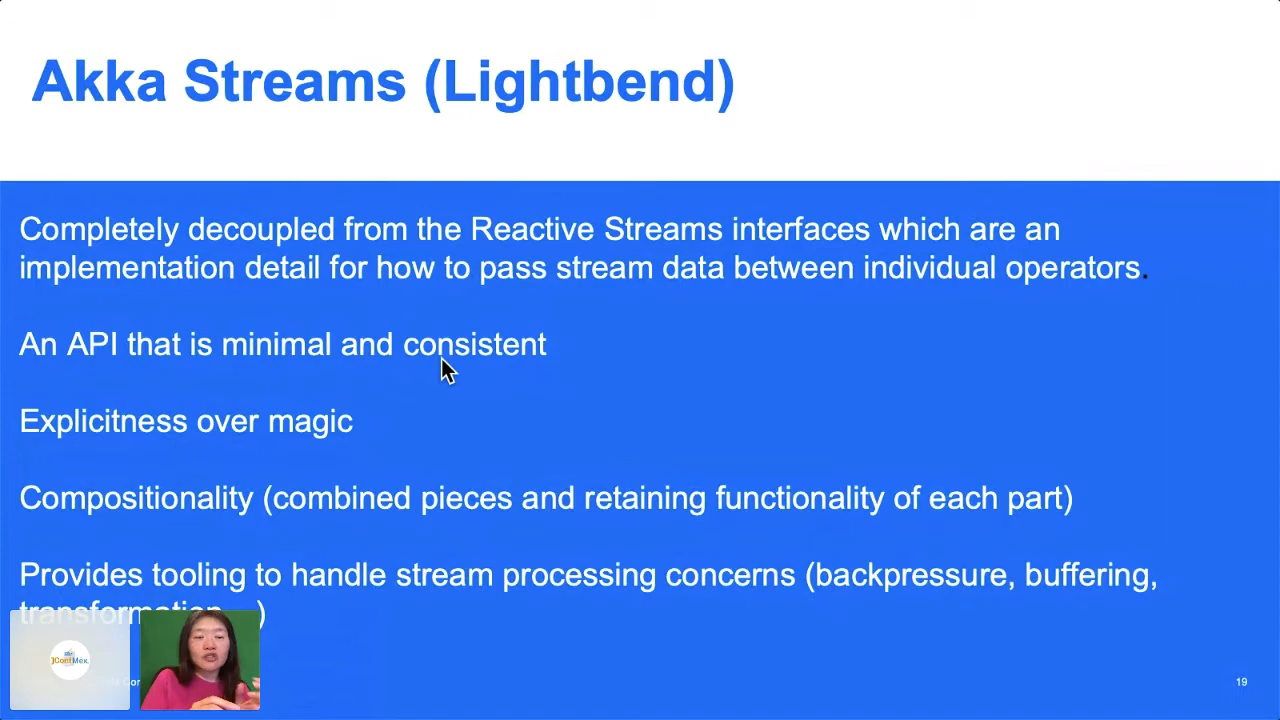 Akka Streams (Lightbend)
Completely decoupled from the Reactive Streams interfaces which are an
implementation detail for how to pass stream data between individual operators.
An API that is minimal and consistent
Explicitness over magic
Compositionality (combined pieces and retaining functionality of each part)
Provides tooling to handle stream processing concerns (backpressure, buffering,
transformation...)
JConfMéx
19